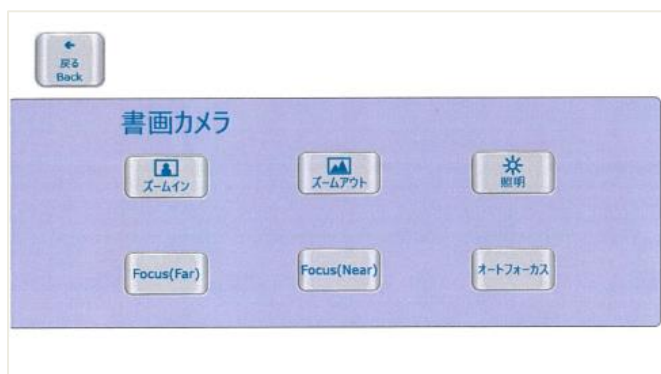 戻る
Back
書画カメラ
ズームイン
ズームアウト
照明
Focus(Far)
Focus(Near)
オートフォーカス